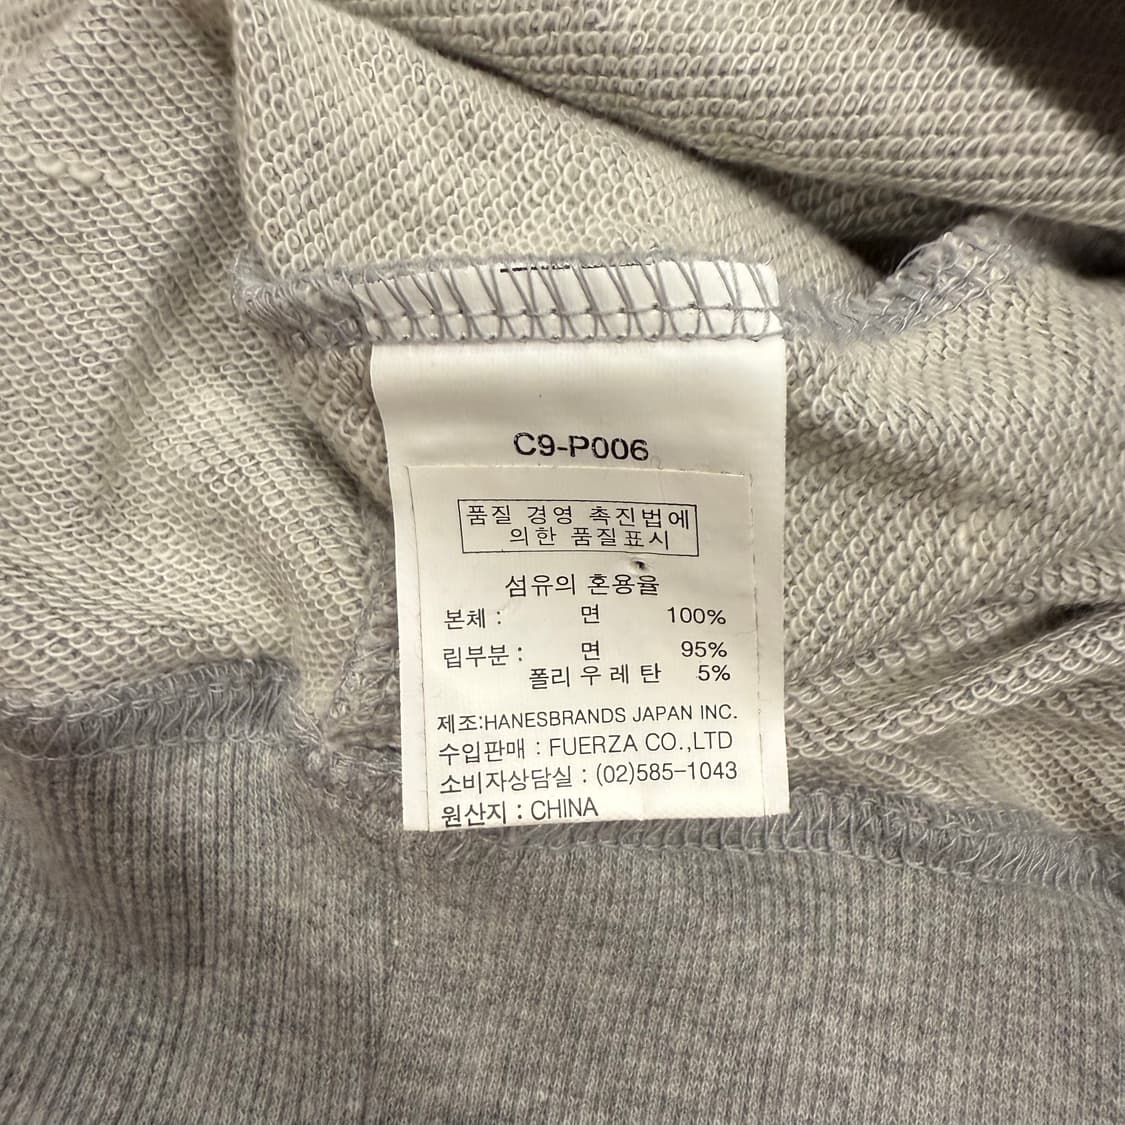 C9-P006
품질 경영 촉진법에
의한 품질표시
섬유의 혼용율
본체 : 면 100%
립부분 : 면 95%
폴리우레탄 5%
제조:HANESBRANDS JAPAN INC.
수입판매 : FUERZA CO.,LTD
소비자상담실 : (02)585-1043
원산지 : CHINA